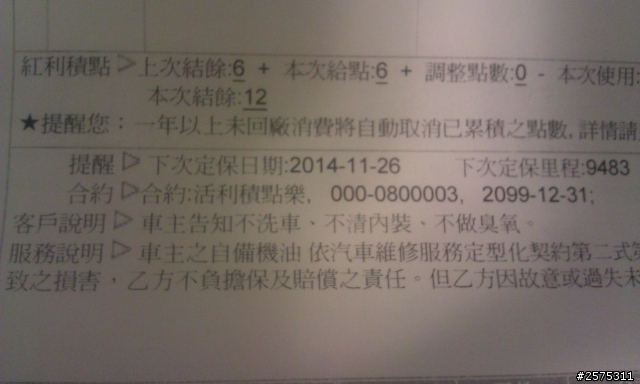 紅利積點 ▷上次結餘:6 + 本次給點:6 + 調整點數:0 - 本次使用:
本次結餘:12
★提醒您：一年以上未回廠消費將自動取消已累積之點數,詳情請
提醒 ▷ 下次定保日期:2014-11-26 下次定保里程:9483
合約 ▷合約:活利積點樂, 000-0800003, 2099-12-31;
客戶說明 ▷ 車主告知不洗車、不清內裝、不做臭氧。
服務說明 ▷ 車主之自備機油 依汽車維修服務定型化契約第二式第
致之損害，乙方不負擔保及賠償之責任。但乙方因故意或過失未
#2575311